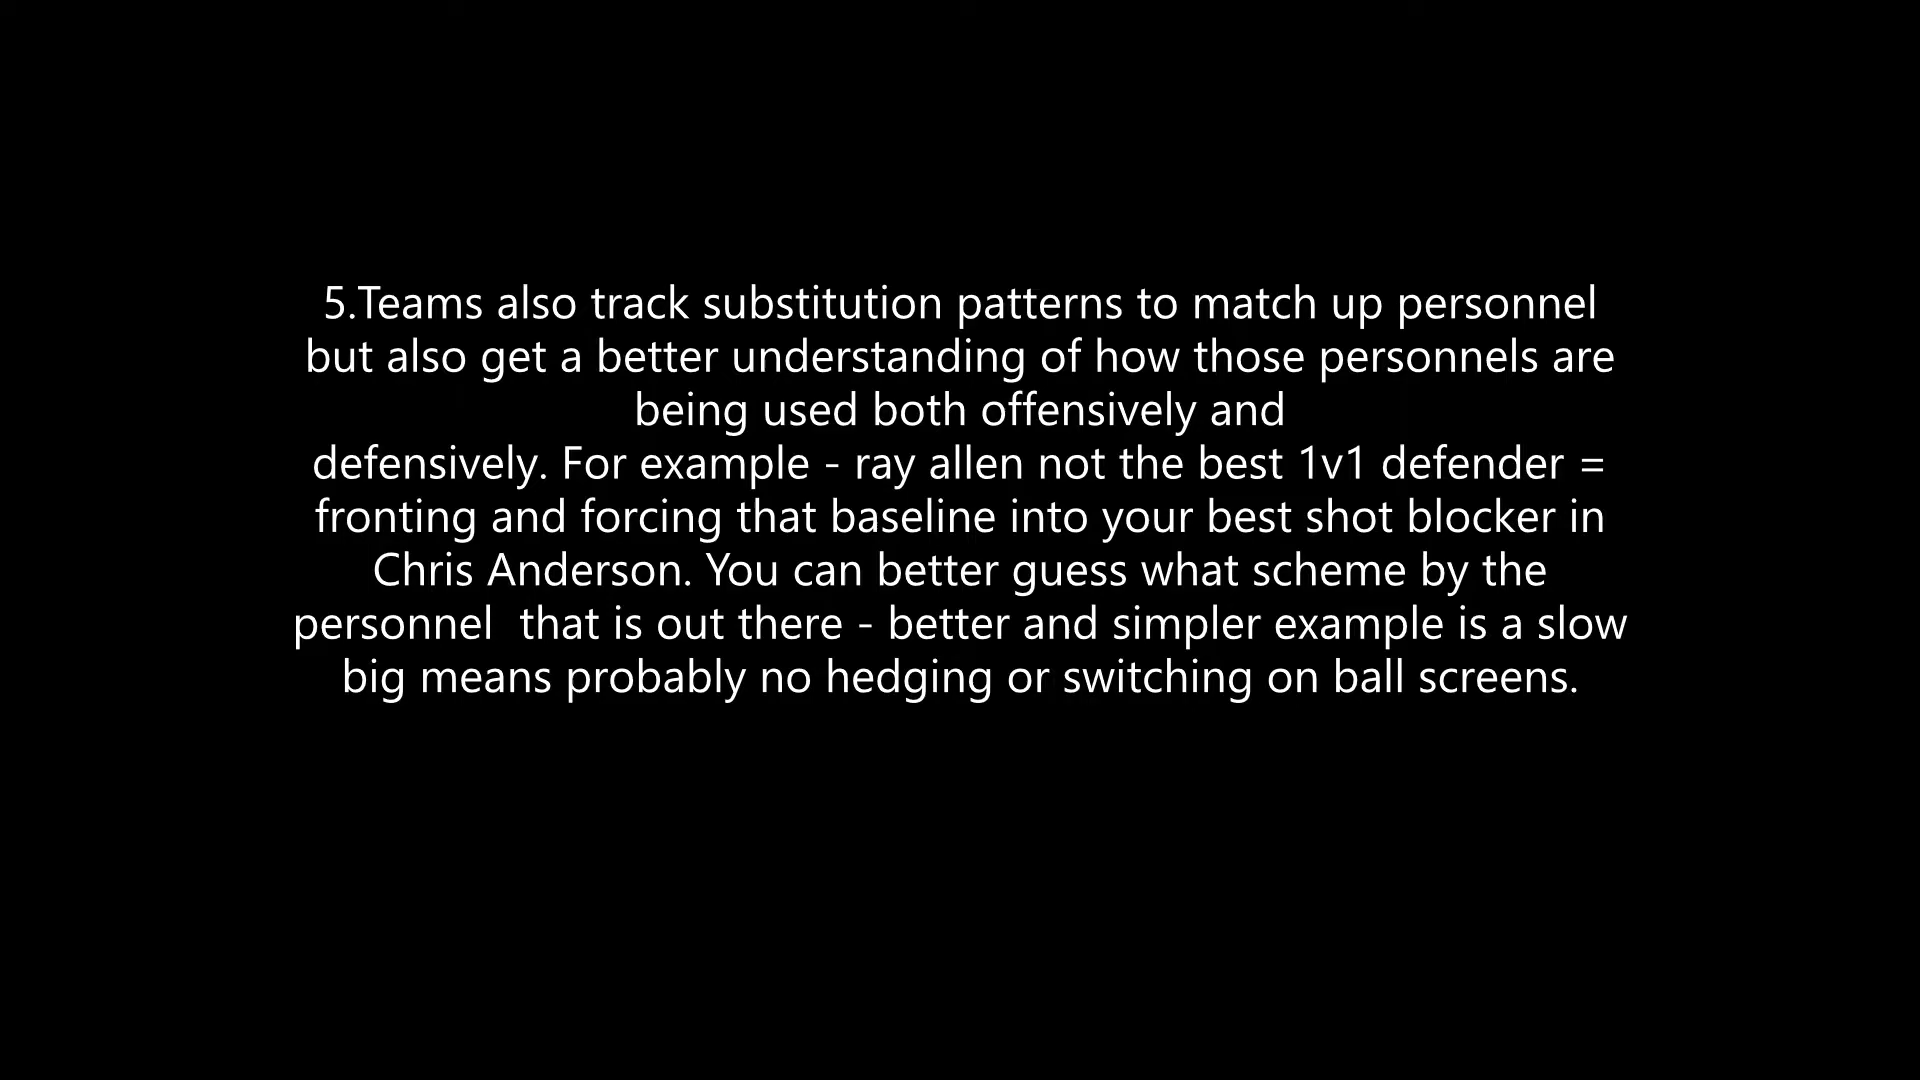 5.Teams also track substitution patterns to match up personnel
but also get a better understanding of how those personnels are
being used both offensively and
defensively. For example - ray allen not the best 1v1 defender =
fronting and forcing that baseline into your best shot blocker in
Chris Anderson. You can better guess what scheme by the
personnel  that is out there - better and simpler example is a slow
big means probably no hedging or switching on ball screens.